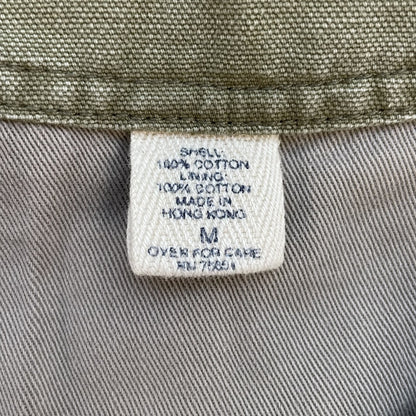 SHELL:
100% COTTON
LINING:
100% COTTON
MADE IN
HONG KONG
M
OVER FOR CARE
RN